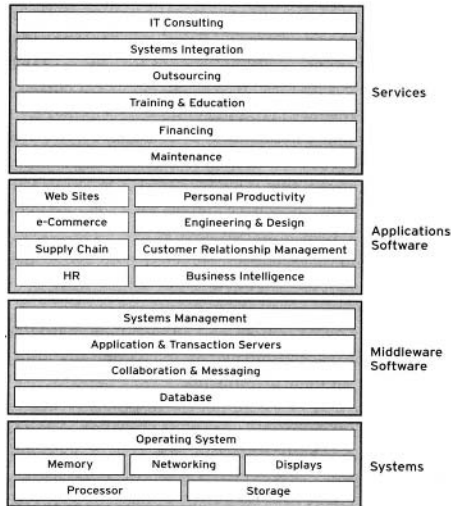 IT Consulting
Systems Integration
Outsourcing
Training & Education
Financing
Maintenance
Services
Web Sites
Personal Productivity
e-Commerce
Engineering & Design
Supply Chain
Customer Relationship Management
HR
Business Intelligence
Applications
Software
Systems Management
Application & Transaction Servers
Collaboration & Messaging
Database
Middleware
Software
Operating System
Memory
Networking
Displays
Processor
Storage
Systems